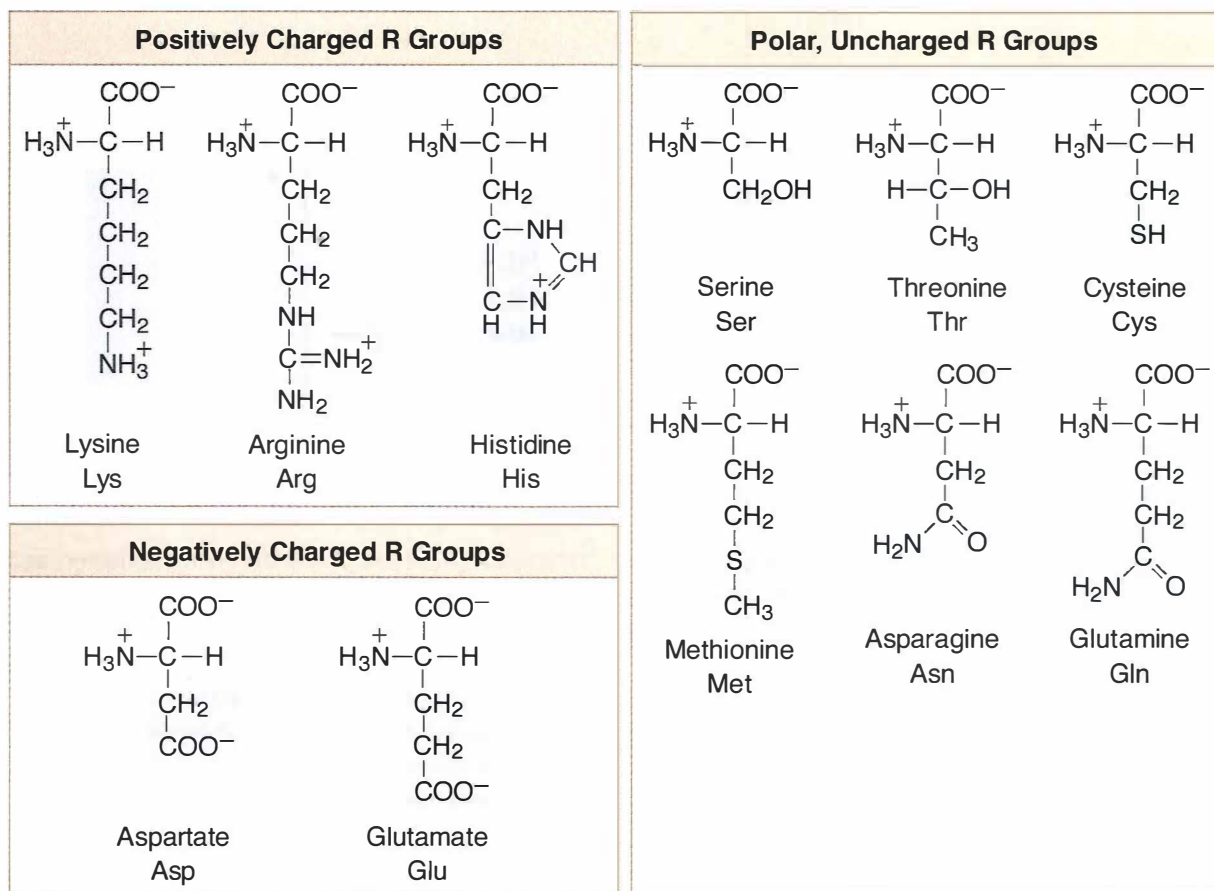 Positively Charged R Groups
COO⁻ COO⁻ COO⁻
H₃N⁺–C–H H₃N⁺–C–H H₃N⁺–C–H
CH₂ CH₂ CH₂
CH₂ CH₂ C–NH
CH₂ CH₂ CH
CH₂ NH C–N⁺
NH₃⁺ C=NH₂⁺ H H
NH₂
Lysine Arginine Histidine
Lys Arg His
Negatively Charged R Groups
COO⁻ COO⁻
H₃N⁺–C–H H₃N⁺–C–H
CH₂ CH₂
COO⁻ CH₂
COO⁻
Aspartate Glutamate
Asp Glu
Polar, Uncharged R Groups
COO⁻ COO⁻ COO⁻
H₃N⁺–C–H H₃N⁺–C–H H₃N⁺–C–H
CH₂OH H–C–OH CH₂
CH₃ SH
Serine Threonine Cysteine
Ser Thr Cys
COO⁻ COO⁻ COO⁻
H₃N⁺–C–H H₃N⁺–C–H H₃N⁺–C–H
CH₂ CH₂ CH₂
CH₂ C CH₂
S H₂N O C
CH₃ H₂N O
Methionine Asparagine Glutamine
Met Asn Gln